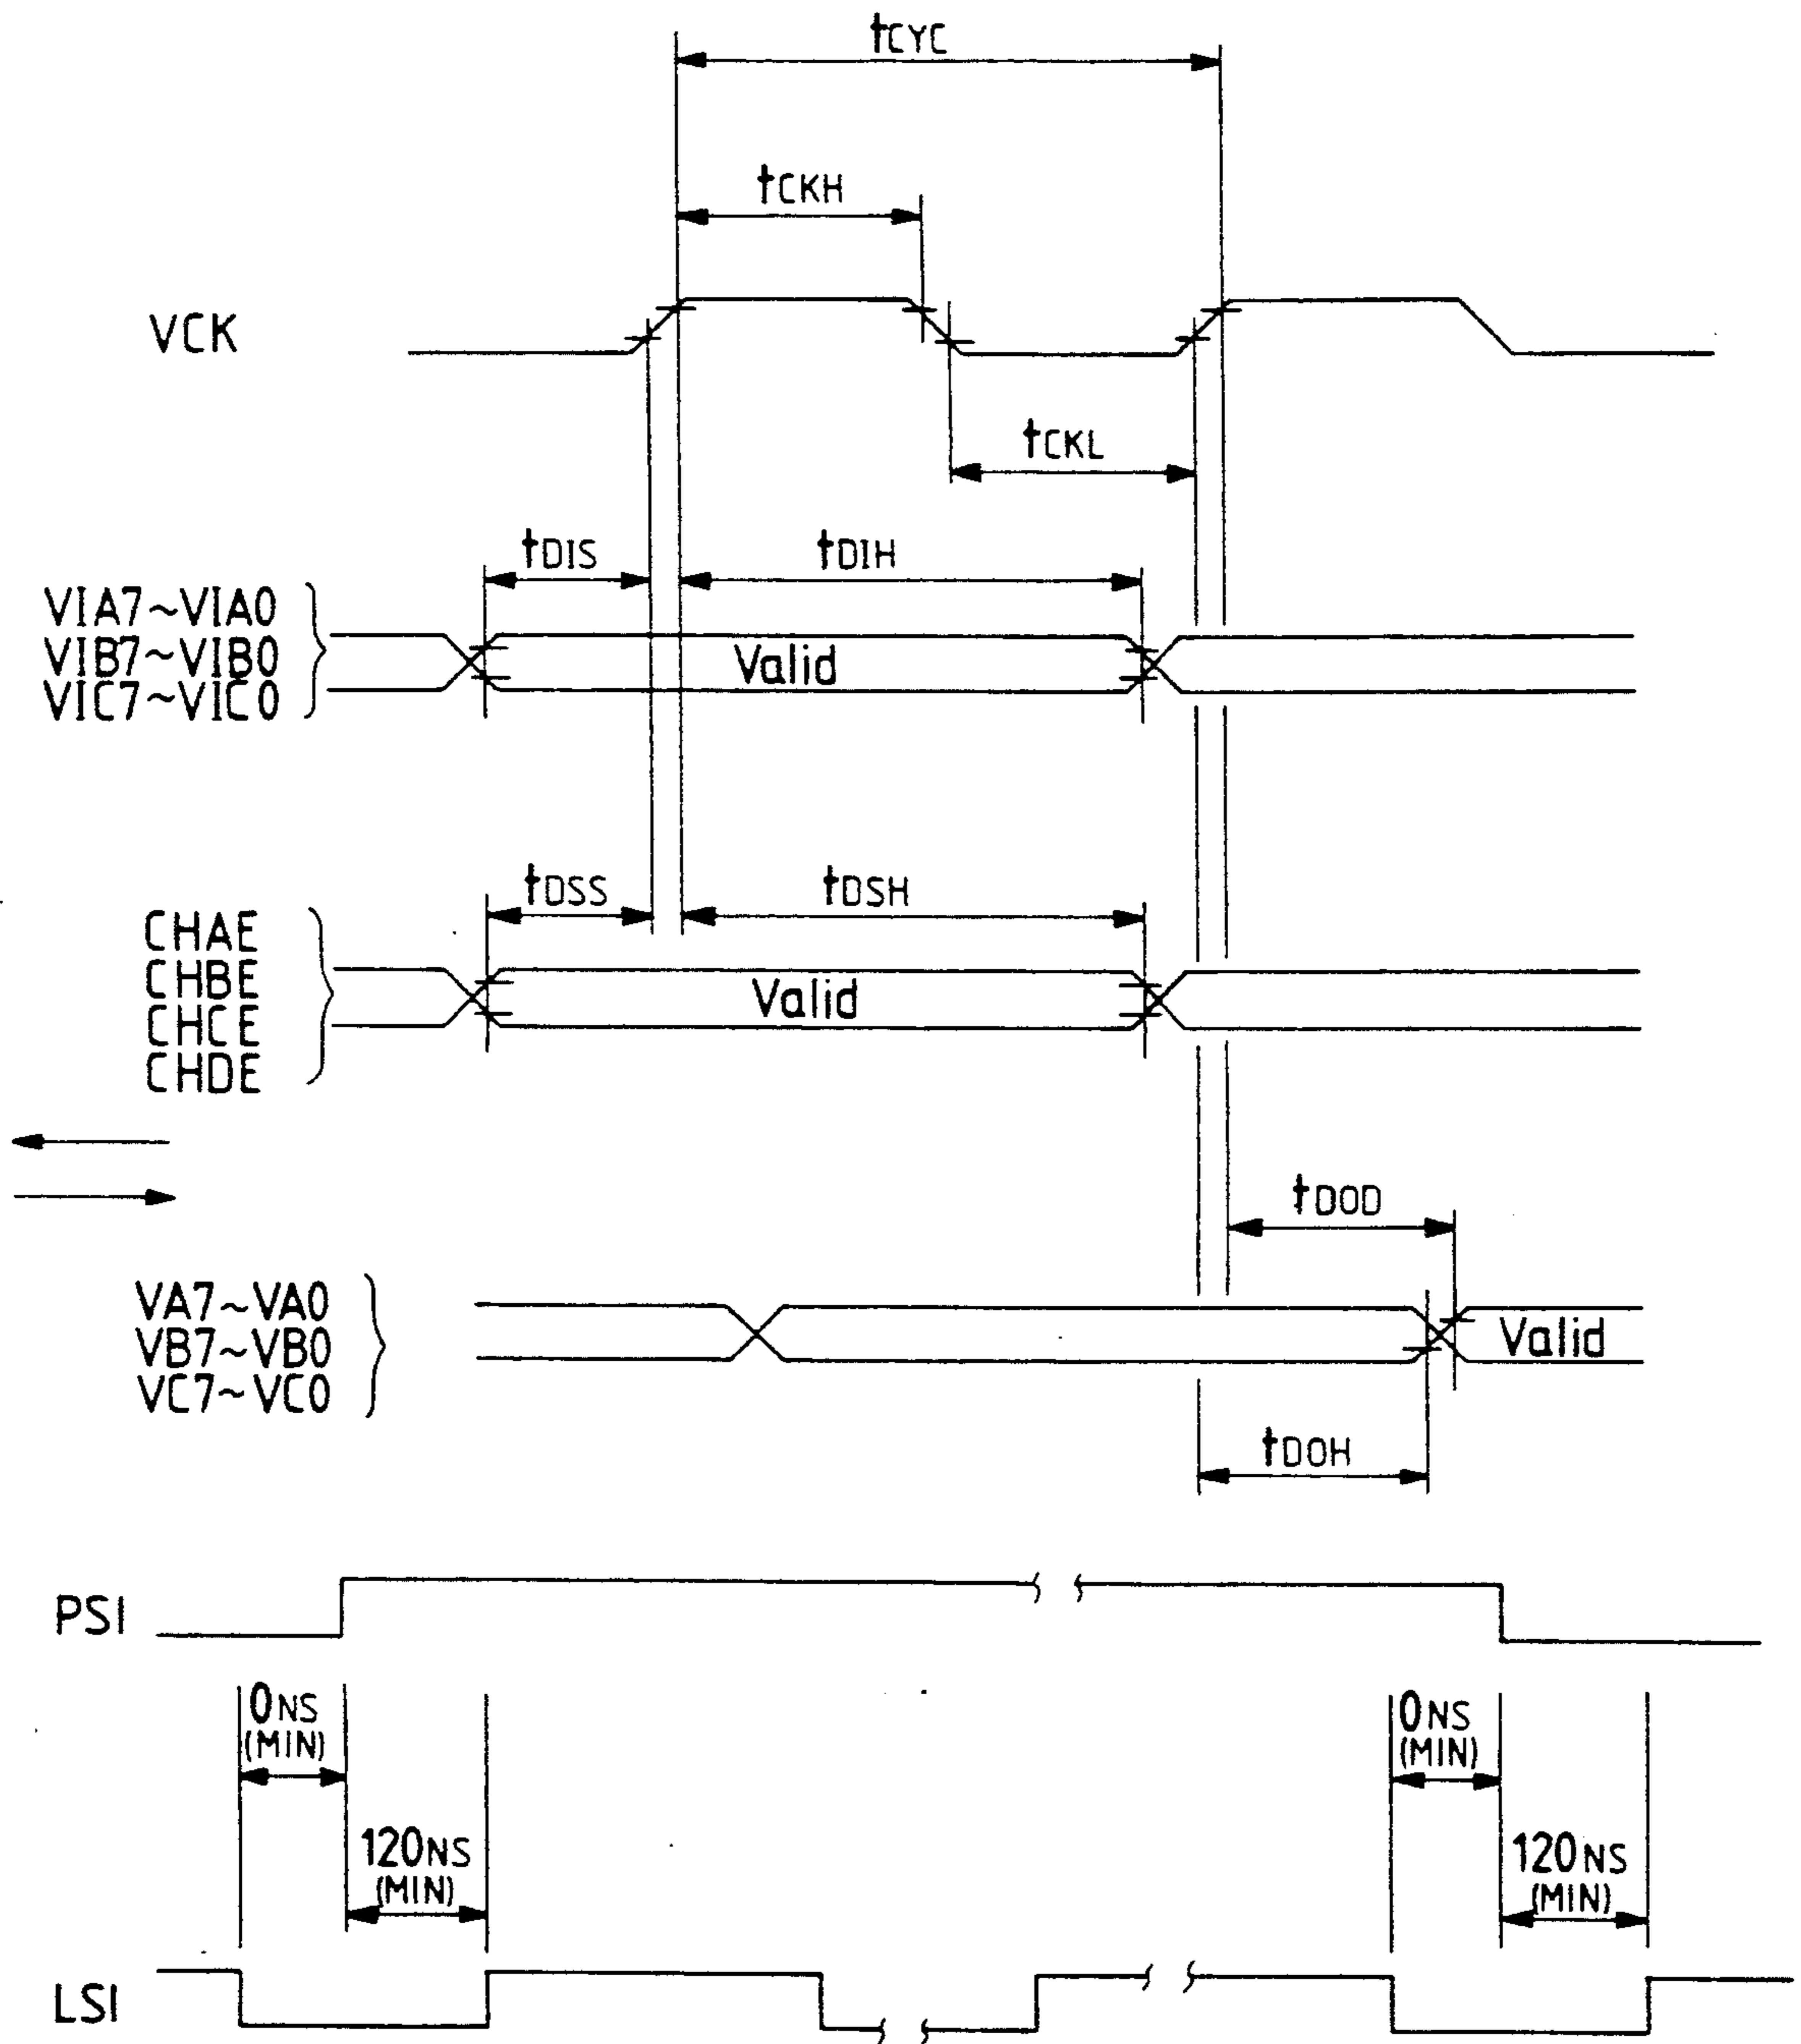 tCYC
tCKH
VCK
tCKL
tDIS
tDIH
VIA7~VIA0
VIB7~VIB0
VIC7~VIC0
Valid
tDSS
tDSH
CHAE
CHBE
CHCE
CHDE
Valid
tDOD
VA7~VA0
VB7~VB0
VC7~VC0
Valid
tDOH
PSI
0NS
(MIN)
0NS
(MIN)
120NS
(MIN)
120NS
(MIN)
LSI